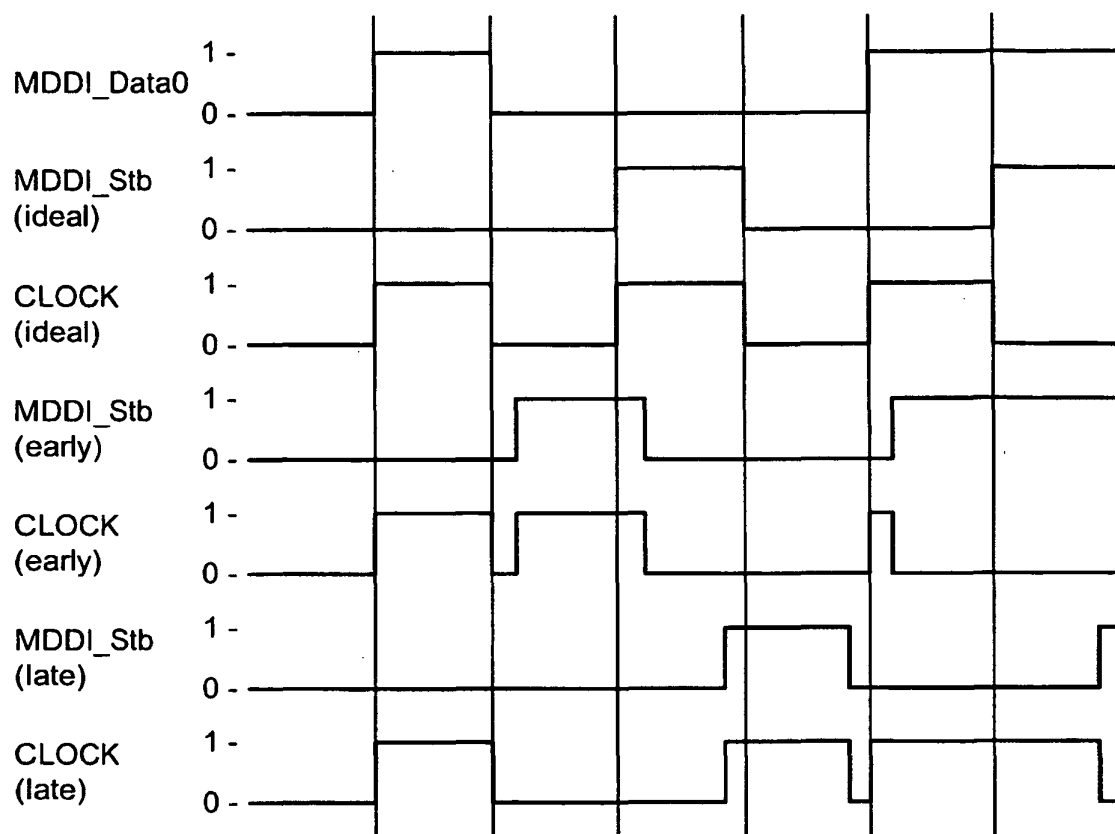 1 -
MDDI_Data0
0 -
1 -
MDDI_Stb
(ideal)
0 -
1 -
CLOCK
(ideal)
0 -
1 -
MDDI_Stb
(early)
0 -
1 -
CLOCK
(early)
0 -
1 -
MDDI_Stb
(late)
0 -
1 -
CLOCK
(late)
0 -